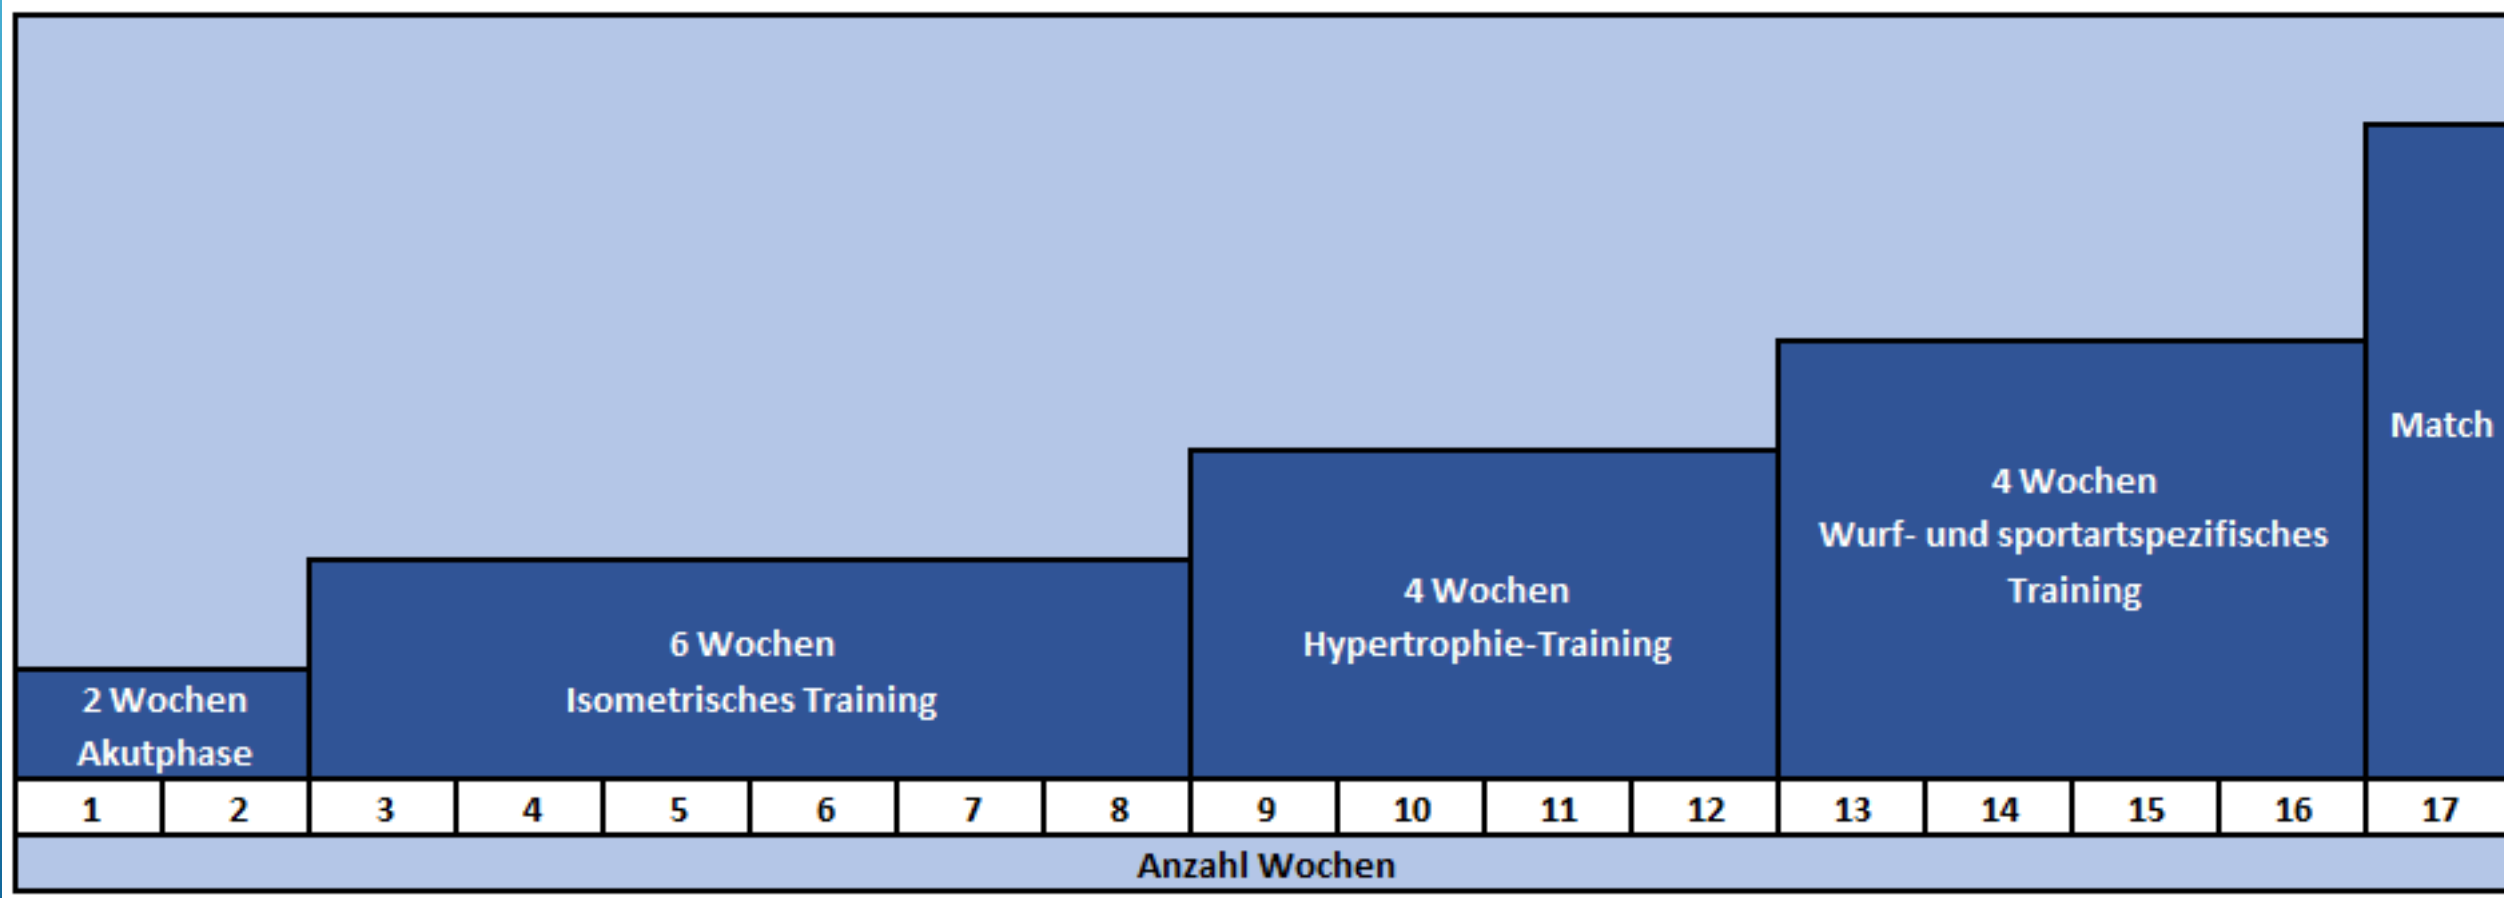 2 Wochen
Akutphase
6 Wochen
Isometrisches Training
4 Wochen
Hypertrophie-Training
4 Wochen
Wurf- und sportartspezifisches
Training
Match
1 2 3 4 5 6 7 8 9 10 11 12 13 14 15 16 17
Anzahl Wochen